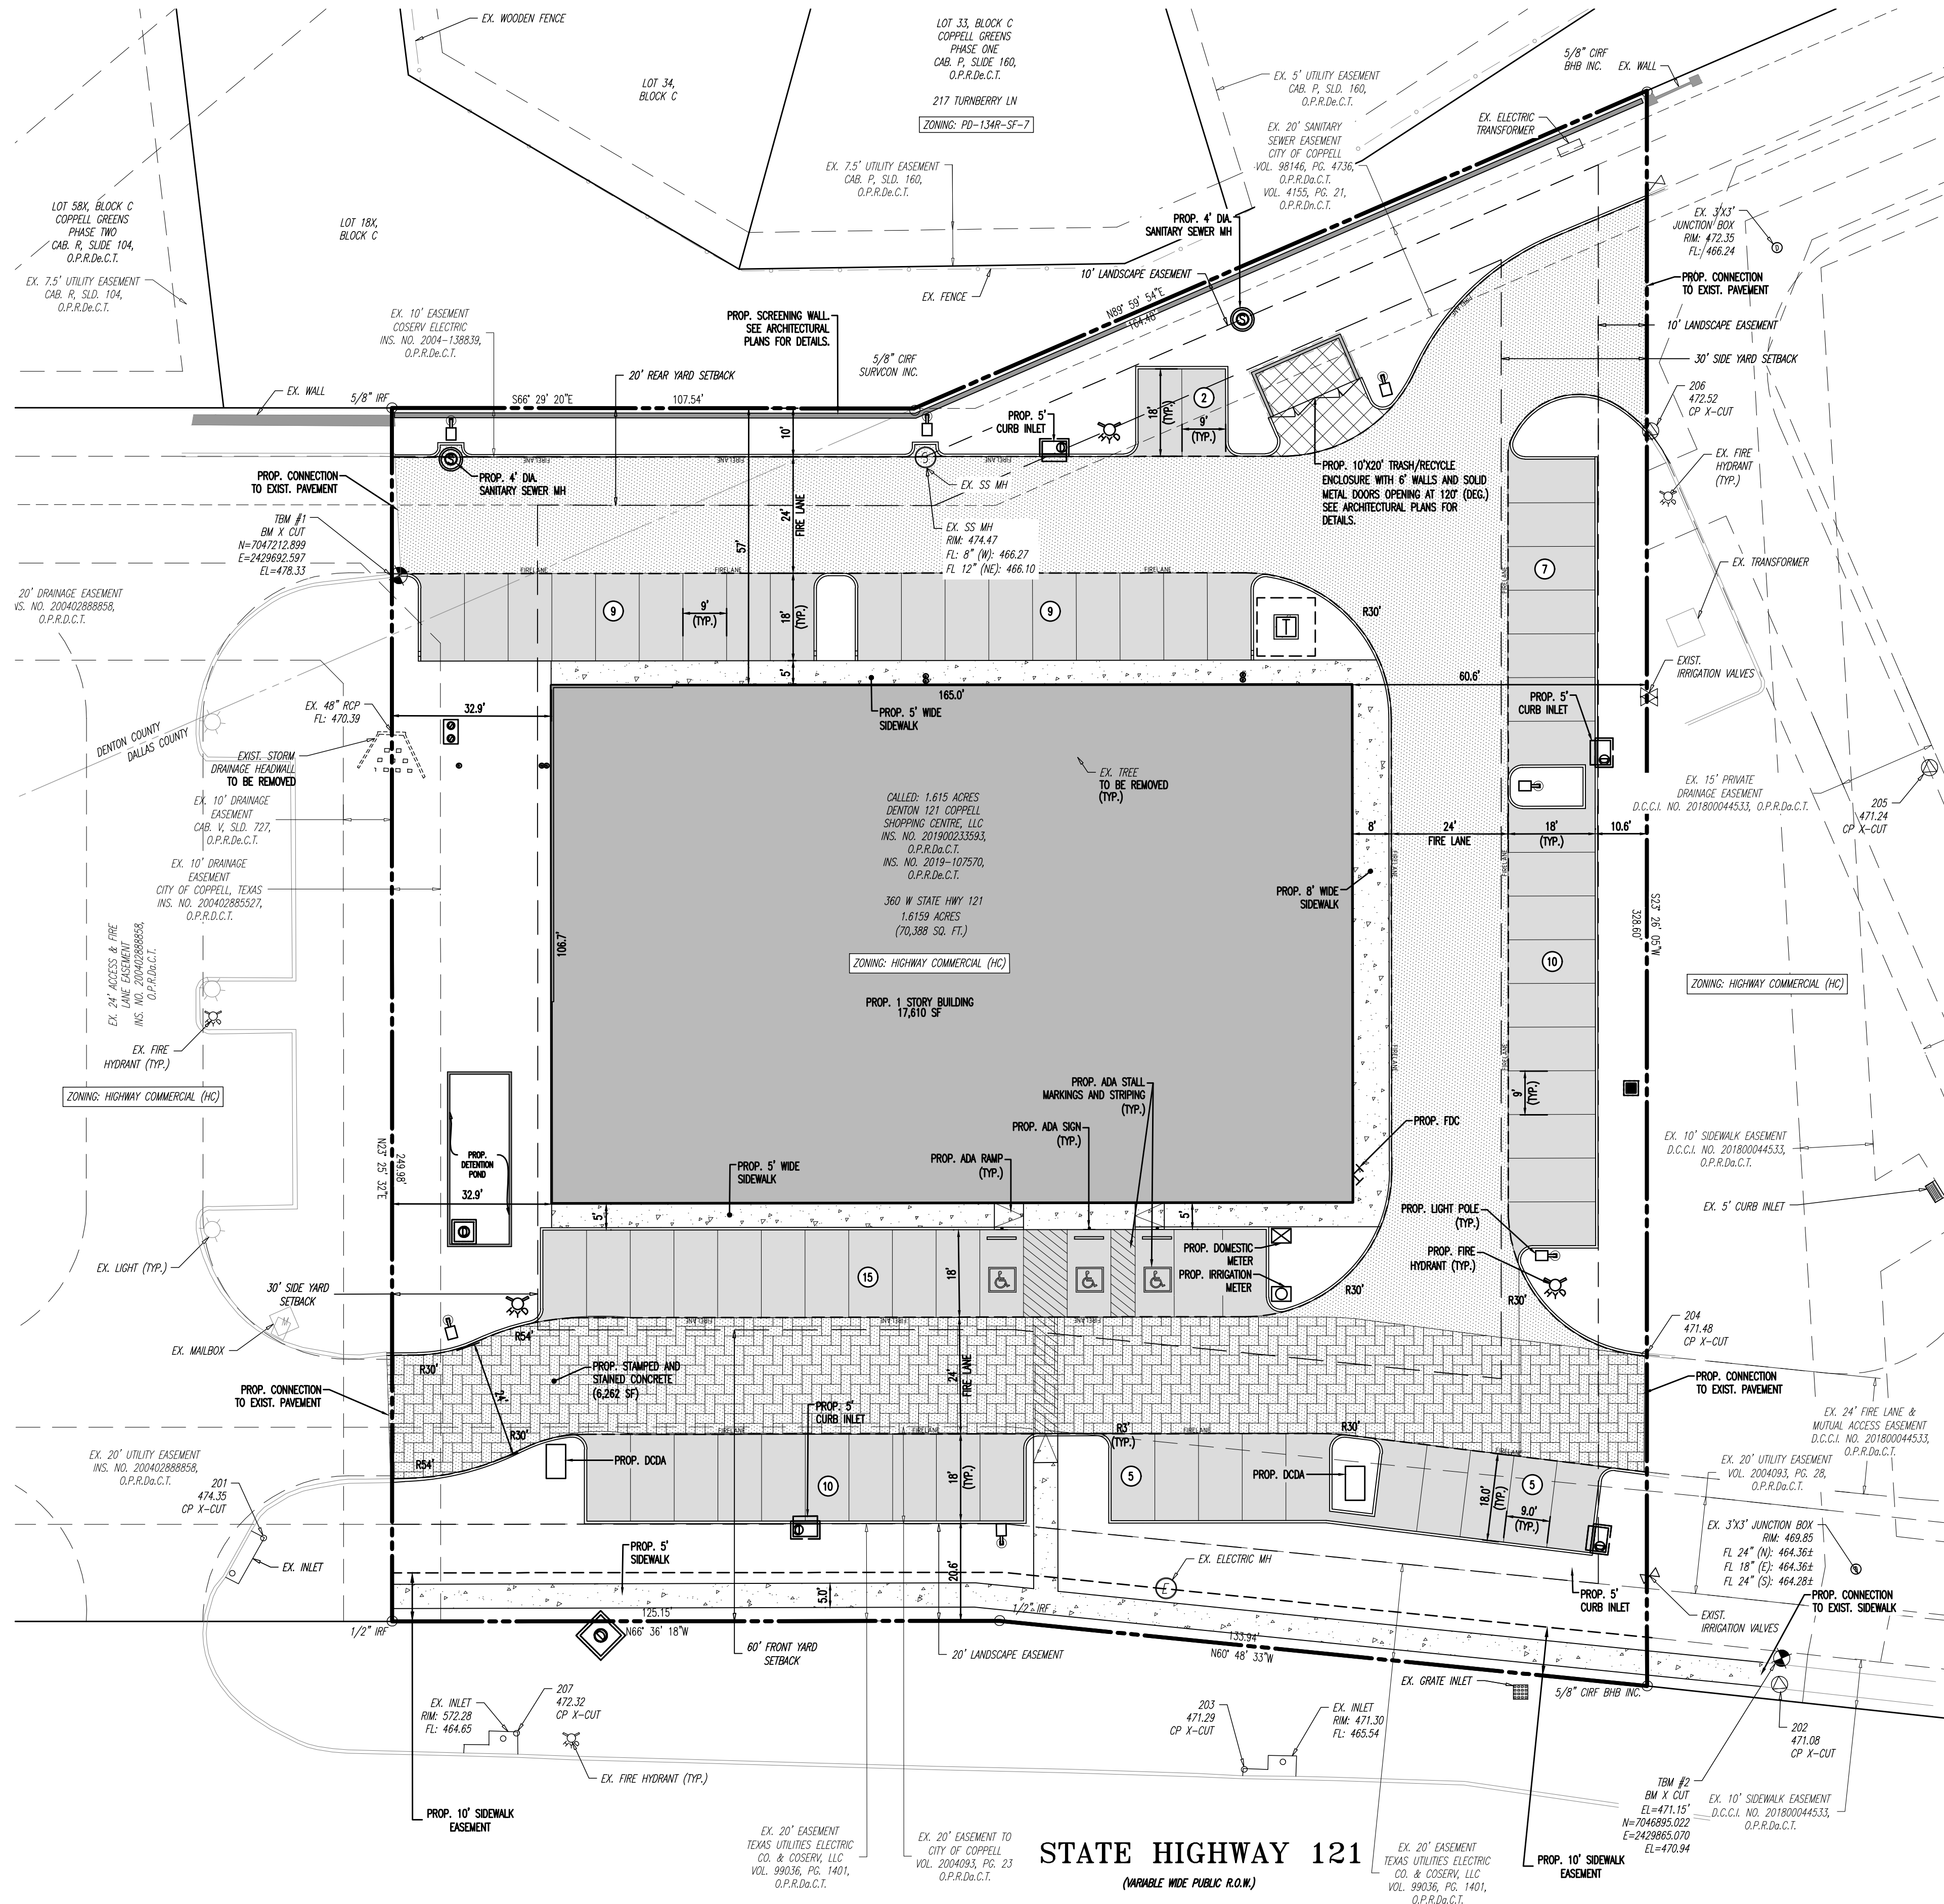 EX. WOODEN FENCE
LOT 34,
BLOCK C
LOT 33, BLOCK C
COPPELL GREENS
PHASE ONE
CAB. P, SLIDE 160,
O.P.R.De.C.T.
217 TURNBERRY LN
ZONING: PD-134R-SF-7
EX. 5' UTILITY EASEMENT
CAB. P, SLD. 160,
O.P.R.De.C.T.
5/8" CIRF
BHB INC.
EX. WALL
EX. ELECTRIC
TRANSFORMER
EX. 20' SANITARY
SEWER EASEMENT
CITY OF COPPELL
VOL. 98146, PG. 4736,
O.P.R.Da.C.T.
VOL. 4155, PG. 21,
O.P.R.Dn.C.T.
EX. 7.5' UTILITY EASEMENT
CAB. P, SLD. 160,
O.P.R.De.C.T.
LOT 58X, BLOCK C
COPPELL GREENS
PHASE TWO
CAB. R, SLIDE 104,
O.P.R.De.C.T.
LOT 18X,
BLOCK C
EX. 7.5' UTILITY EASEMENT
CAB. R, SLD. 104,
O.P.R.De.C.T.
PROP. 4' DIA.
SANITARY SEWER MH
10' LANDSCAPE EASEMENT
EX. FENCE
N89° 59' 54"E
164.48'
EX. 3'X3'
JUNCTION BOX
RIM: 472.35
FL: 466.24
D
PROP. CONNECTION
TO EXIST. PAVEMENT
10' LANDSCAPE EASEMENT
30' SIDE YARD SETBACK
EX. 10' EASEMENT
COSERV ELECTRIC
INS. NO. 2004-138839,
O.P.R.De.C.T.
PROP. SCREENING WALL.
SEE ARCHITECTURAL
PLANS FOR DETAILS.
5/8" CIRF
SURVCON INC.
20' REAR YARD SETBACK
EX. WALL
5/8" IRF
S66° 29' 20"E
107.54'
206
472.52
CP X-CUT
PROP. 5'
CURB INLET
18'
(TYP.)
2
9'
(TYP.)
10'
S
S
S
FIRELANE
FIRELANE
FIRELANE
FIRELANE
PROP. CONNECTION
TO EXIST. PAVEMENT
PROP. 4' DIA.
SANITARY SEWER MH
EX. SS MH
EX. SS MH
RIM: 474.47
FL: 8" (W): 466.27
FL 12" (NE): 466.10
PROP. 10'X20' TRASH/RECYCLE
ENCLOSURE WITH 6' WALLS AND SOLID
METAL DOORS OPENING AT 120° (DEG.)
SEE ARCHITECTURAL PLANS FOR
DETAILS.
EX. FIRE
HYDRANT
(TYP.)
TBM #1
BM X CUT
N=7047212.899
E=2429692.597
EL=478.33
57'
24'
FIRE LANE
FIRELANE
FIRELANE
FIRELANE
FIRELANE
20' DRAINAGE EASEMENT
INS. NO. 200402888858,
O.P.R.D.C.T.
9
9'
(TYP.)
18'
(TYP.)
9
T
R30'
7
EX. TRANSFORMER
5'
EXIST.
IRRIGATION VALVES
165.0'
60.6'
PROP. 5'
CURB INLET
PROP. 5' WIDE
SIDEWALK
32.9'
EX. 48" RCP
FL: 470.39
DENTON COUNTY
DALLAS COUNTY
EXIST. STORM
DRAINAGE HEADWALL
TO BE REMOVED
EX. TREE
TO BE REMOVED
(TYP.)
EX. 10' DRAINAGE
EASEMENT
CAB. V, SLD. 727,
O.P.R.De.C.T.
CALLED: 1.615 ACRES
DENTON 121 COPPELL
SHOPPING CENTRE, LLC
INS. NO. 201900233593,
O.P.R.Da.C.T.
INS. NO. 2019-107570,
O.P.R.De.C.T.
360 W STATE HWY 121
1.6159 ACRES
(70,388 SQ. FT.)
ZONING: HIGHWAY COMMERCIAL (HC)
PROP. 1 STORY BUILDING
17,610 SF
106.7'
EX. 15' PRIVATE
DRAINAGE EASEMENT
D.C.C.I. NO. 201800044533, O.P.R.Da.C.T.
205
471.24
CP X-CUT
8'
24'
FIRE LANE
18'
(TYP.)
10.6'
FIRELANE
FIRELANE
PROP. 8' WIDE
SIDEWALK
EX. 10' DRAINAGE
EASEMENT
CITY OF COPPELL, TEXAS
INS. NO. 200402885527,
O.P.R.D.C.T.
EX. 24' ACCESS & FIRE
LANE EASEMENT
INS. NO. 200402888858,
O.P.R.Da.C.T.
S23° 26' 05"W
328.60'
10
ZONING: HIGHWAY COMMERCIAL (HC)
EX. FIRE
HYDRANT (TYP.)
ZONING: HIGHWAY COMMERCIAL (HC)
FIRELANE
FIRELANE
9'
(TYP.)
PROP. ADA STALL
MARKINGS AND STRIPING
(TYP.)
PROP. ADA SIGN
(TYP.)
PROP. ADA RAMP
(TYP.)
PROP. FDC
EX. 10' SIDEWALK EASEMENT
D.C.C.I. NO. 201800044533,
O.P.R.Da.C.T.
N23° 25' 32"E
249.98'
PROP.
DETENTION
POND
32.9'
PROP. 5' WIDE
SIDEWALK
5'
5'
EX. 5' CURB INLET
PROP. LIGHT POLE
(TYP.)
PROP. FIRE
HYDRANT (TYP.)
PROP. DOMESTIC
METER
PROP. IRRIGATION
METER
EX. LIGHT (TYP.)
30' SIDE YARD
SETBACK
15
18'
R30'
R30'
M
EX. MAILBOX
204
471.48
CP X-CUT
FIRELANE
FIRELANE
FIRELANE
R54'
R30'
24'
PROP. STAMPED AND
STAINED CONCRETE
(6,262 SF)
24'
FIRE LANE
PROP. CONNECTION
TO EXIST. PAVEMENT
PROP. CONNECTION
TO EXIST. PAVEMENT
PROP. 5'
CURB INLET
EX. 24' FIRE LANE &
MUTUAL ACCESS EASEMENT
D.C.C.I. NO. 201800044533,
O.P.R.Da.C.T.
R30'
R54'
FIRELANE
FIRELANE
R3'
(TYP.)
FIRELANE
R30'
FIRELANE
EX. 20' UTILITY EASEMENT
INS. NO. 200402888858,
O.P.R.Da.C.T.
PROP. DCDA
10
18'
(TYP.)
5
PROP. DCDA
18.0'
(TYP.)
5
9.0'
(TYP.)
EX. 20' UTILITY EASEMENT
VOL. 2004093, PG. 28,
O.P.R.Da.C.T.
201
474.35
CP X-CUT
EX. 3'X3' JUNCTION BOX
RIM: 469.85
FL 24" (N): 464.36±
FL 18" (E): 464.36±
FL 24" (S): 464.28±
EX. INLET
PROP. 5'
SIDEWALK
5.0'
20.6'
EX. ELECTRIC MH
E
PROP. 5'
CURB INLET
PROP. CONNECTION
TO EXIST. SIDEWALK
EXIST.
IRRIGATION VALVES
1/2" IRF
125.15'
N66° 36' 18"W
1/2" IRF
133.94'
N60° 48' 33"W
60' FRONT YARD
SETBACK
20' LANDSCAPE EASEMENT
EX. GRATE INLET
5/8" CIRF BHB INC.
EX. INLET
RIM: 572.28
FL: 464.65
207
472.32
CP X-CUT
203
471.29
CP X-CUT
EX. INLET
RIM: 471.30
FL: 465.54
202
471.08
CP X-CUT
EX. FIRE HYDRANT (TYP.)
PROP. 10' SIDEWALK
EASEMENT
TBM #2
BM X CUT
EL=471.15'
N=7046895.022
E=2429865.070
EL=470.94
EX. 10' SIDEWALK EASEMENT
D.C.C.I. NO. 201800044533,
O.P.R.Da.C.T.
EX. 20' EASEMENT
TEXAS UTILITIES ELECTRIC
CO. & COSERV, LLC
VOL. 99036, PG. 1401,
O.P.R.Da.C.T.
EX. 20' EASEMENT TO
CITY OF COPPELL
VOL. 2004093, PG. 23
O.P.R.Da.C.T.
STATE HIGHWAY 121
(VARIABLE WIDE PUBLIC R.O.W.)
EX. 20' EASEMENT
TEXAS UTILITIES ELECTRIC
CO. & COSERV, LLC
VOL. 99036, PG. 1401,
O.P.R.Da.C.T.
PROP. 10' SIDEWALK
EASEMENT